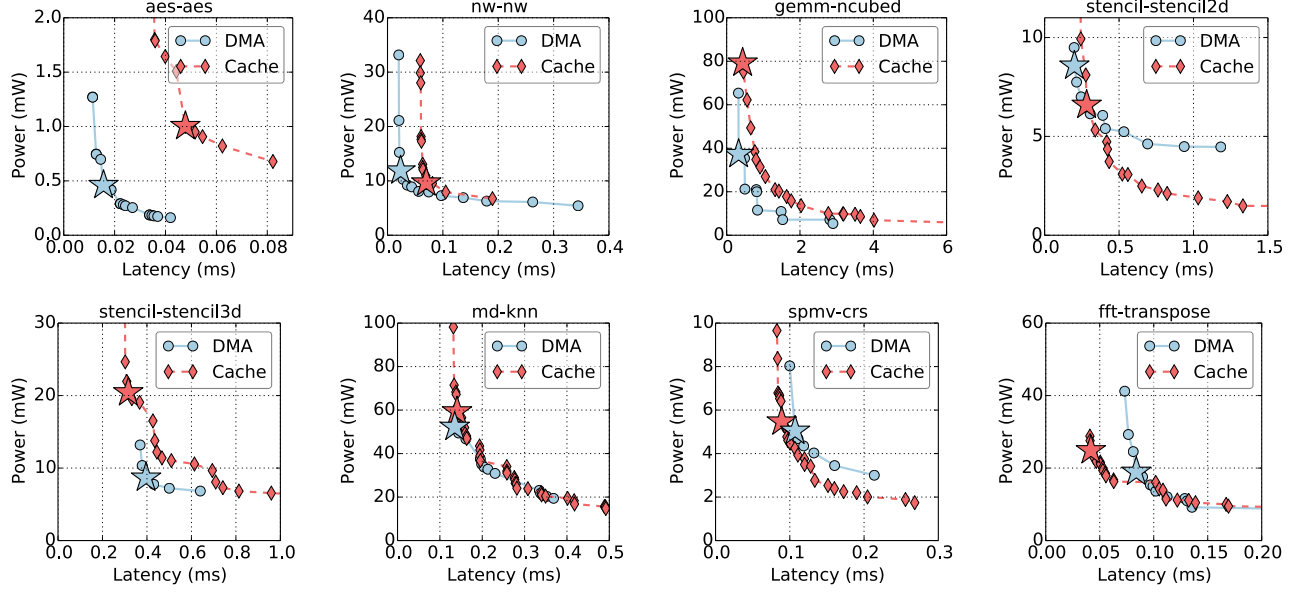 aes-aes
2.0
1.5
1.0
0.5
0.0
Power (mW)
DMA
Cache
0.00 0.02 0.04 0.06 0.08
Latency (ms)
nw-nw
40
30
20
10
0
Power (mW)
DMA
Cache
0.0 0.1 0.2 0.3 0.4
Latency (ms)
gemm-ncubed
100
80
60
40
20
0
Power (mW)
DMA
Cache
0 2 4 6
Latency (ms)
stencil-stencil2d
10
5
0
Power (mW)
DMA
Cache
0.0 0.5 1.0 1.5
Latency (ms)
stencil-stencil3d
30
20
10
0
Power (mW)
DMA
Cache
0.0 0.2 0.4 0.6 0.8 1.0
Latency (ms)
md-knn
100
80
60
40
20
0
Power (mW)
DMA
Cache
0.0 0.1 0.2 0.3 0.4 0.5
Latency (ms)
spmv-crs
10
8
6
4
2
0
Power (mW)
DMA
Cache
0.0 0.1 0.2 0.3
Latency (ms)
fft-transpose
60
40
20
0
Power (mW)
DMA
Cache
0.00 0.05 0.10 0.15 0.20
Latency (ms)